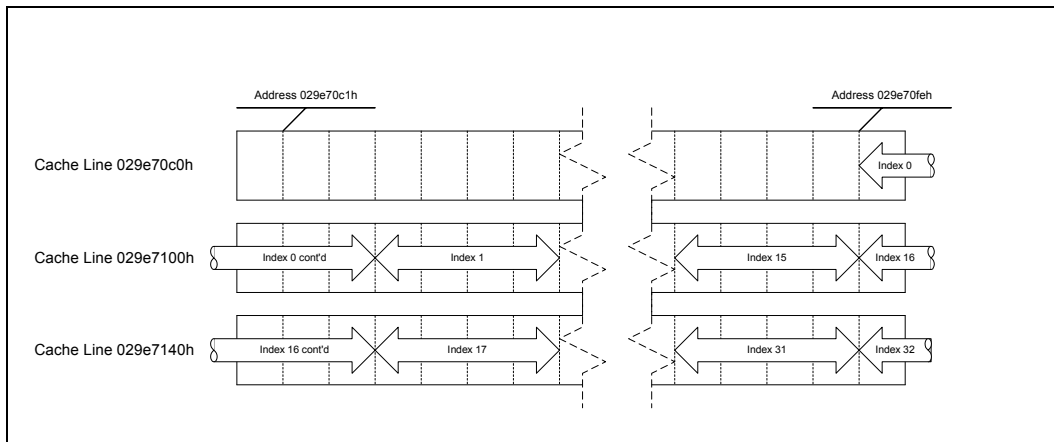 Address 029e70c1h
Address 029e70feh
Cache Line 029e70c0h
Index 0
Cache Line 029e7100h
Index 0 cont'd
Index 1
Index 15
Index 16
Cache Line 029e7140h
Index 16 cont'd
Index 17
Index 31
Index 32